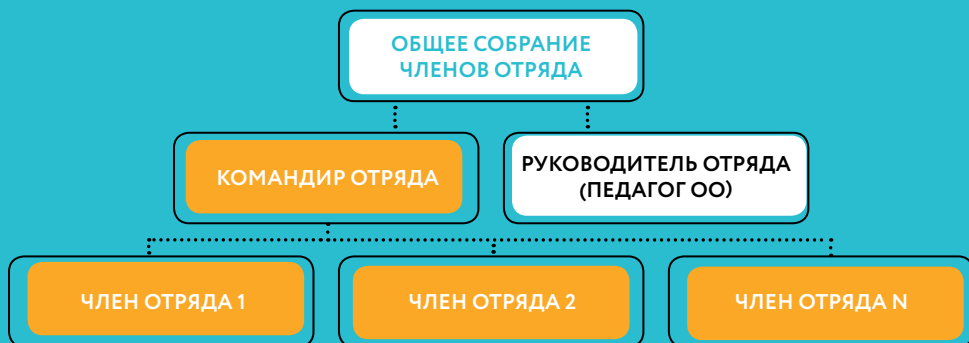 ОБЩЕЕ СОБРАНИЕ
ЧЛЕНОВ ОТРЯДА
КОМАНДИР ОТРЯДА
РУКОВОДИТЕЛЬ ОТРЯДА
(ПЕДАГОГ ОО)
ЧЛЕН ОТРЯДА 1
ЧЛЕН ОТРЯДА 2
ЧЛЕН ОТРЯДА N